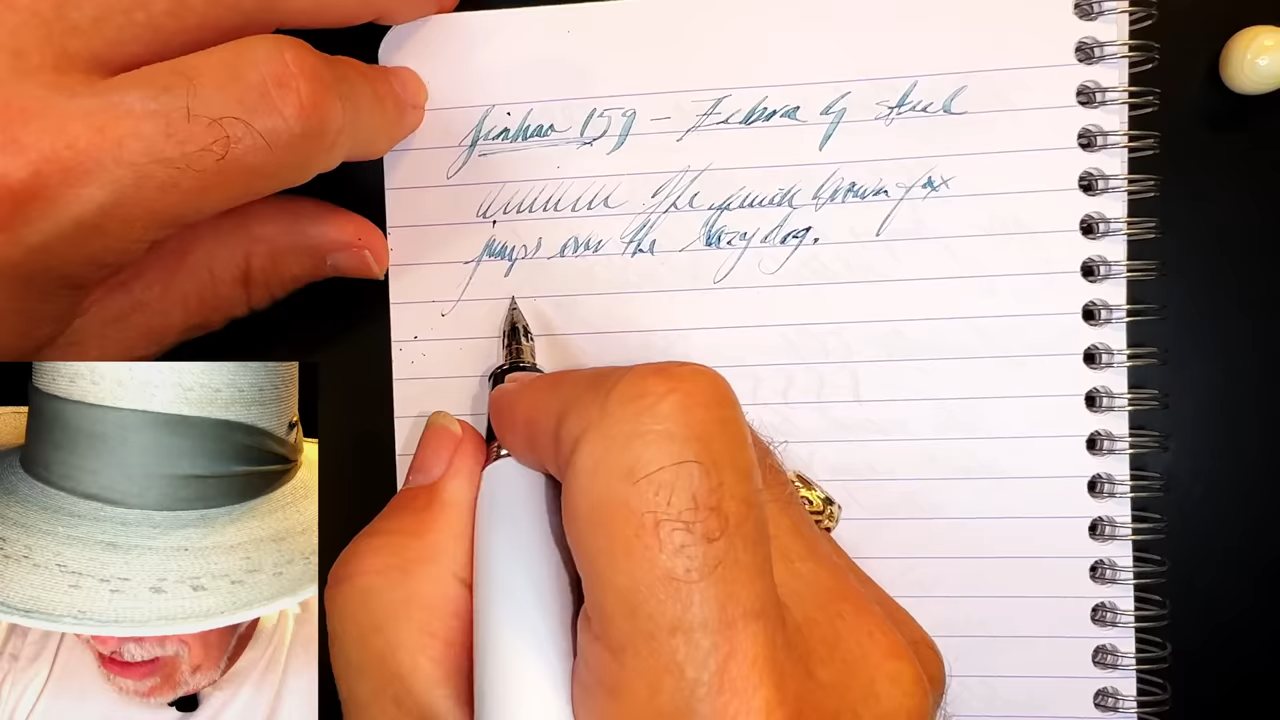 Jinhao 159 – Zebra G Steel
The quick brown fox
jumps over the lazy dog.